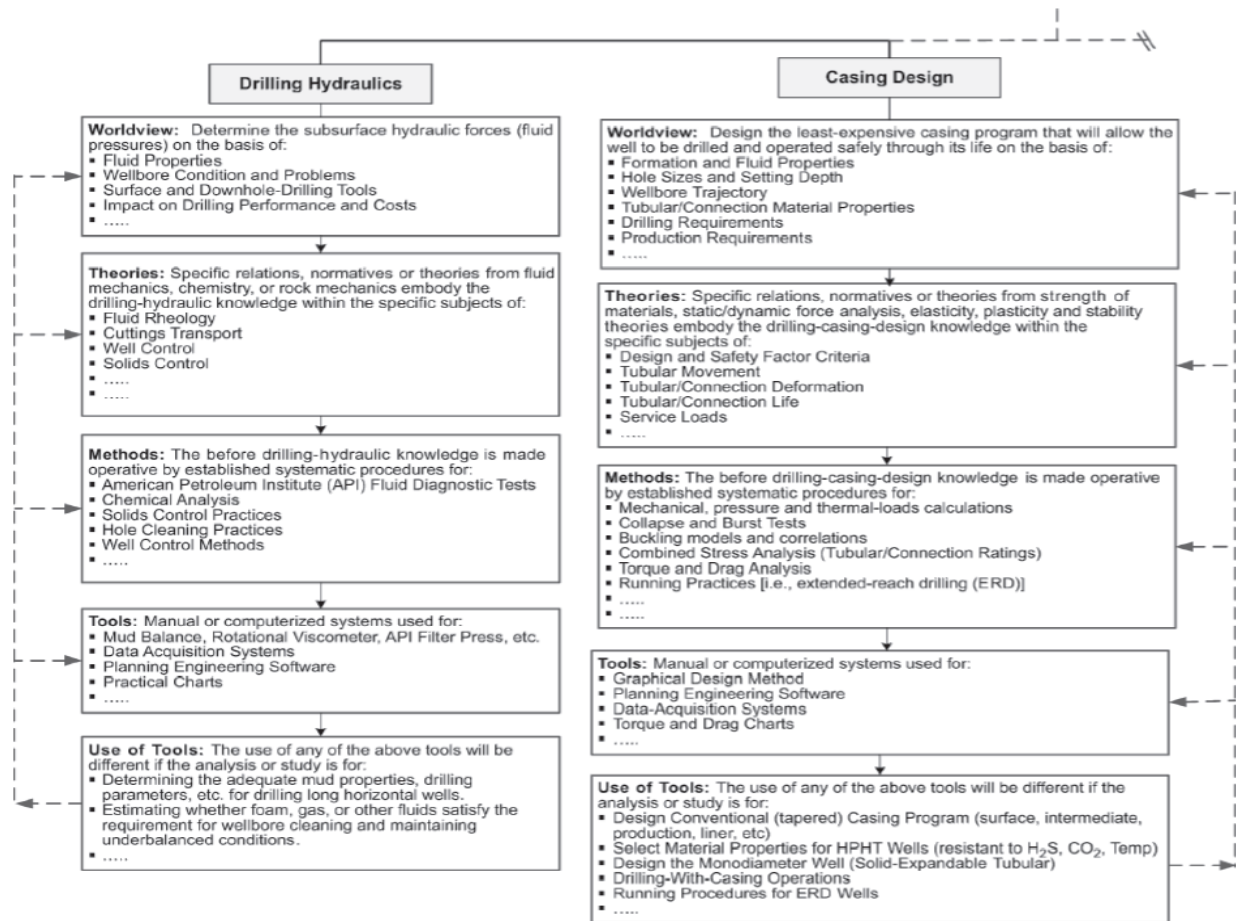 Drilling Hydraulics
Worldview: Determine the subsurface hydraulic forces (fluid
pressures) on the basis of:
▪ Fluid Properties
▪ Wellbore Condition and Problems
▪ Surface and Downhole-Drilling Tools
▪ Impact on Drilling Performance and Costs
▪ .....
Theories: Specific relations, normatives or theories from fluid
mechanics, chemistry, or rock mechanics embody the
drilling-hydraulic knowledge within the specific subjects of:
▪ Fluid Rheology
▪ Cuttings Transport
▪ Well Control
▪ Solids Control
▪ .....
▪ .....
Methods: The before drilling-hydraulic knowledge is made
operative by established systematic procedures for:
▪ American Petroleum Institute (API) Fluid Diagnostic Tests
▪ Chemical Analysis
▪ Solids Control Practices
▪ Hole Cleaning Practices
▪ Well Control Methods
▪ .....
Tools: Manual or computerized systems used for:
▪ Mud Balance, Rotational Viscometer, API Filter Press, etc.
▪ Data Acquisition Systems
▪ Planning Engineering Software
▪ Practical Charts
▪ .....
Use of Tools: The use of any of the above tools will be
different if the analysis or study is for:
▪ Determining the adequate mud properties, drilling
parameters, etc. for drilling long horizontal wells.
▪ Estimating whether foam, gas, or other fluids satisfy the
requirement for wellbore cleaning and maintaining
underbalanced conditions.
▪ .....
Casing Design
Worldview: Design the least-expensive casing program that will allow the
well to be drilled and operated safely through its life on the basis of:
▪ Formation and Fluid Properties
▪ Hole Sizes and Setting Depth
▪ Wellbore Trajectory
▪ Tubular/Connection Material Properties
▪ Drilling Requirements
▪ Production Requirements
▪ .....
Theories: Specific relations, normatives or theories from strength of
materials, static/dynamic force analysis, elasticity, plasticity and stability
theories embody the drilling-casing-design knowledge within the
specific subjects of:
▪ Design and Safety Factor Criteria
▪ Tubular Movement
▪ Tubular/Connection Deformation
▪ Tubular/Connection Life
▪ Service Loads
▪ .....
Methods: The before drilling-casing-design knowledge is made operative
by established systematic procedures for:
▪ Mechanical, pressure and thermal-loads calculations
▪ Collapse and Burst Tests
▪ Buckling models and correlations
▪ Combined Stress Analysis (Tubular/Connection Ratings)
▪ Torque and Drag Analysis
▪ Running Practices [i.e., extended-reach drilling (ERD)]
▪ .....
▪ .....
Tools: Manual or computerized systems used for:
▪ Graphical Design Method
▪ Planning Engineering Software
▪ Data-Acquisition Systems
▪ Torque and Drag Charts
▪ .....
Use of Tools: The use of any of the above tools will be different if the
analysis or study is for:
▪ Design Conventional (tapered) Casing Program (surface, intermediate,
production, liner, etc)
▪ Select Material Properties for HPHT Wells (resistant to H₂S, CO₂, Temp)
▪ Design the Monodiameter Well (Solid-Expandable Tubular)
▪ Drilling-With-Casing Operations
▪ Running Procedures for ERD Wells
▪ .....